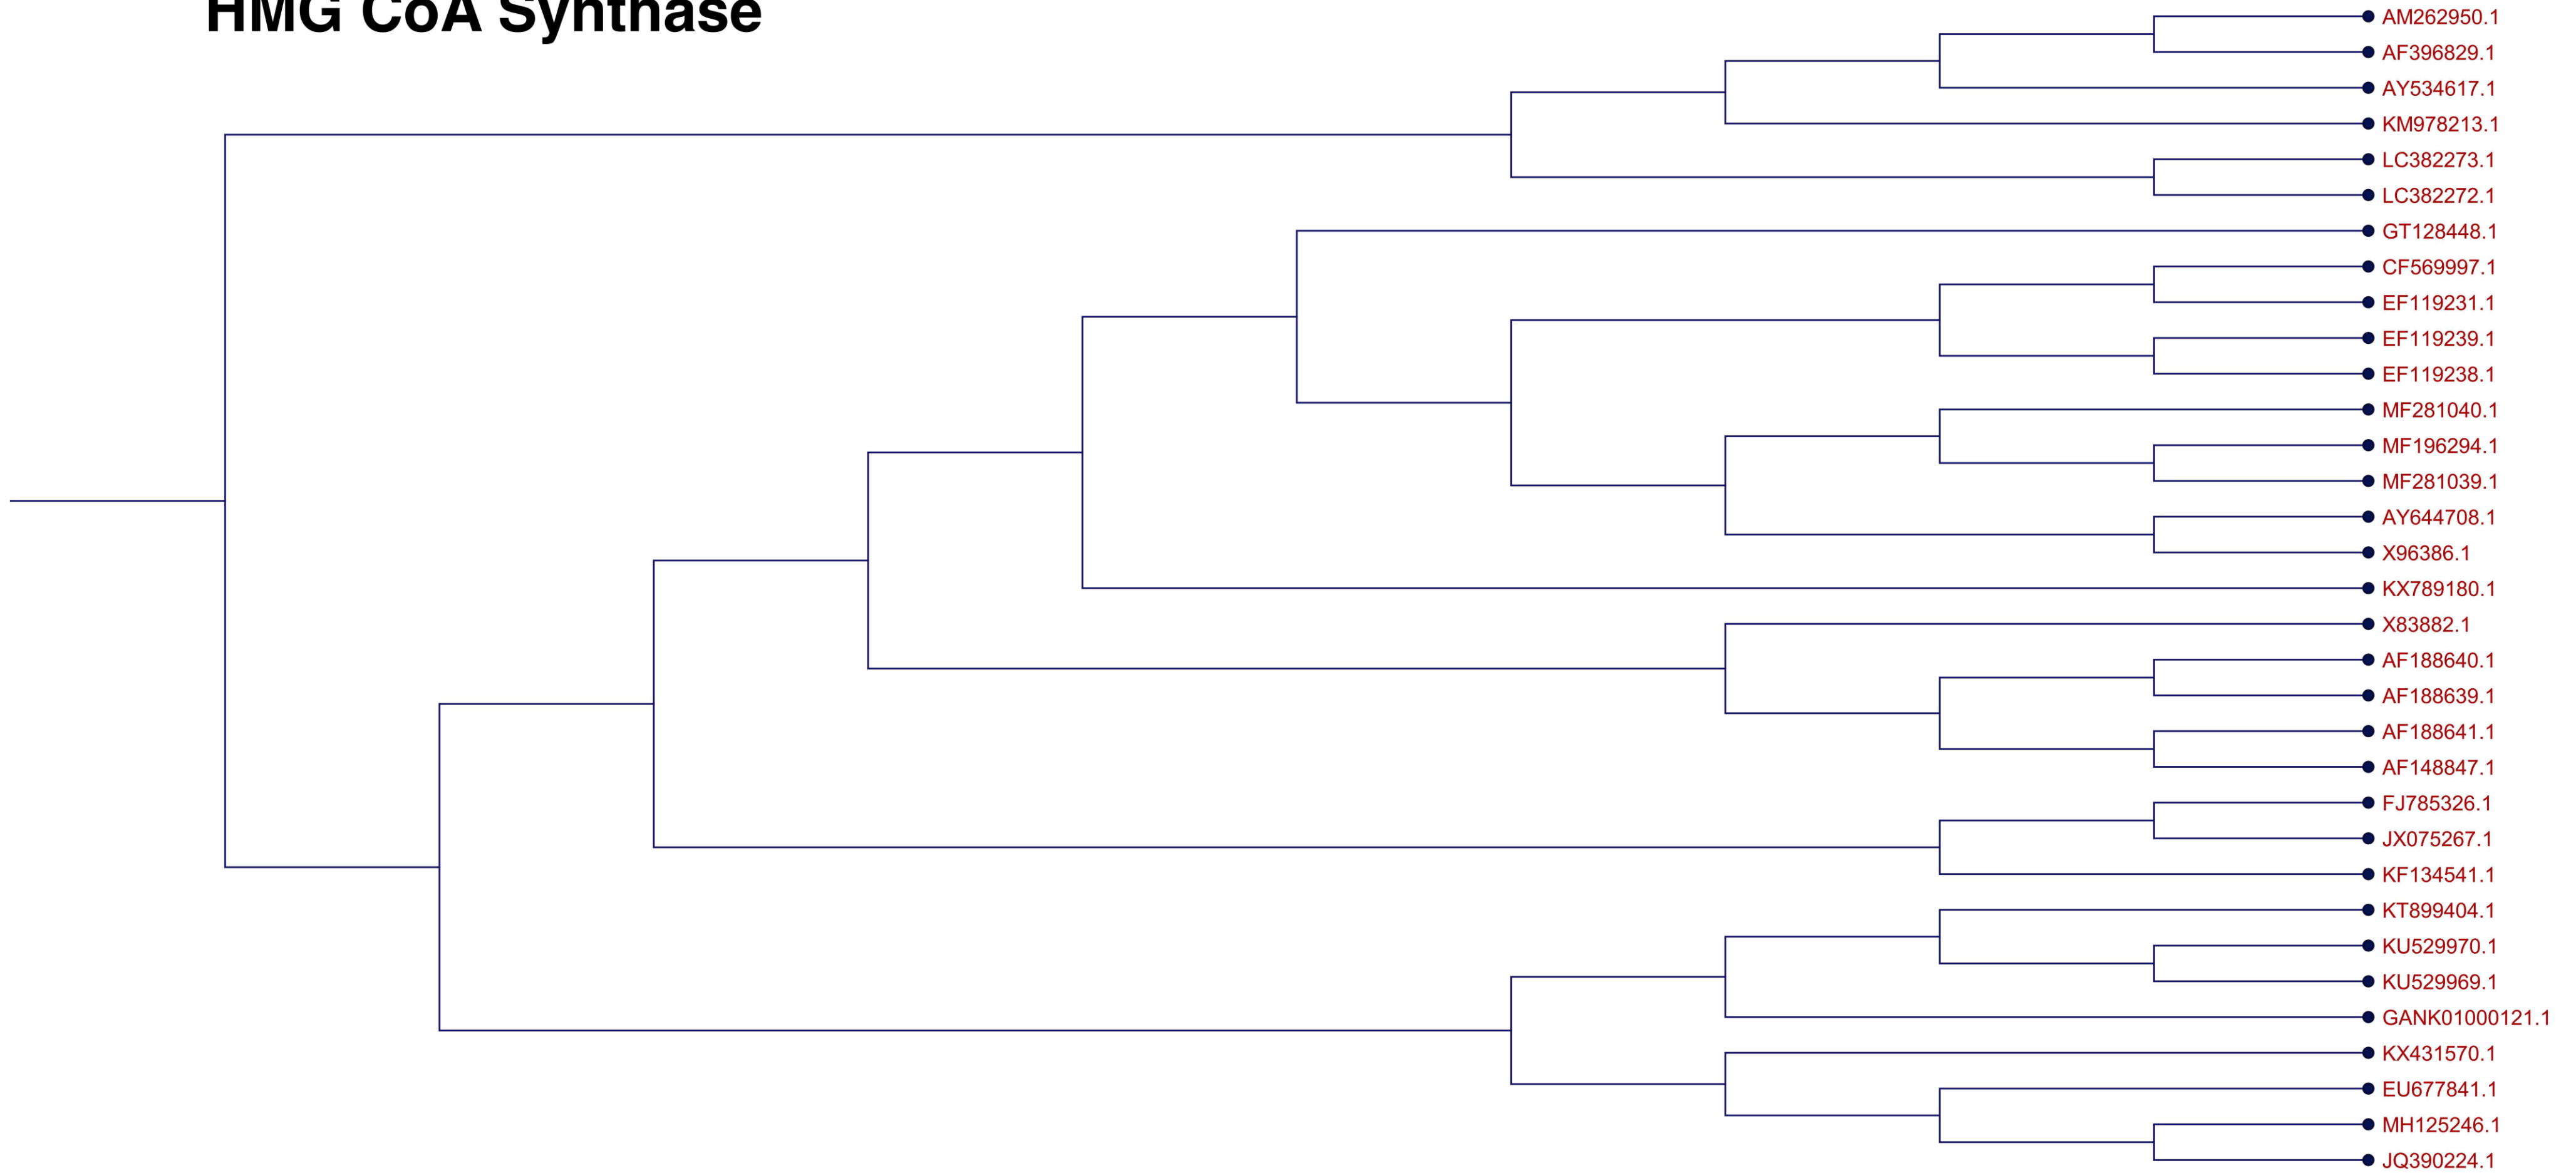 HMG CoA Synthase
AM262950.1
AF396829.1
AY534617.1
KM978213.1
LC382273.1
LC382272.1
GT128448.1
CF569997.1
EF119231.1
EF119239.1
EF119238.1
MF281040.1
MF196294.1
MF281039.1
AY644708.1
X96386.1
KX789180.1
X83882.1
AF188640.1
AF188639.1
AF188641.1
AF148847.1
FJ785326.1
JX075267.1
KF134541.1
KT899404.1
KU529970.1
KU529969.1
GANK01000121.1
KX431570.1
EU677841.1
MH125246.1
JQ390224.1